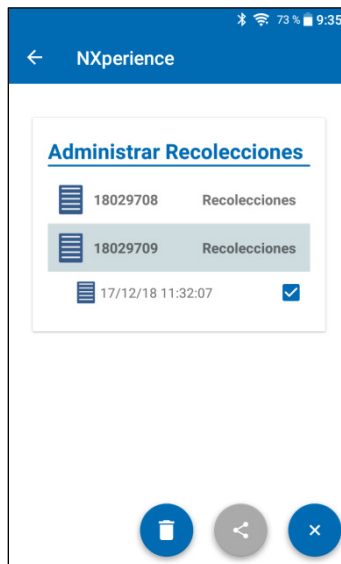 73 % 9:35
NXperience
Administrar Recolecciones
18029708 Recolecciones
18029709 Recolecciones
17/12/18 11:32:07